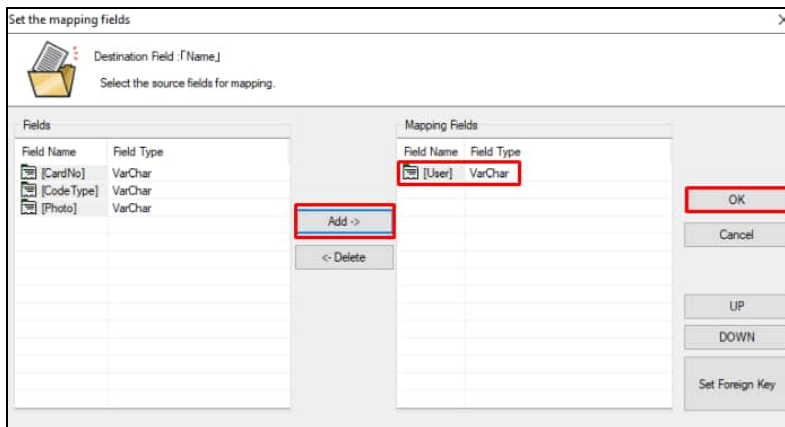 Set the mapping fields
Destination Field :「Name」
Select the source fields for mapping.
Fields
Field Name Field Type
[CardNo] VarChar
[CodeType] VarChar
[Photo] VarChar
Add ->
<- Delete
Mapping Fields
Field Name Field Type
[User] VarChar
OK
Cancel
UP
DOWN
Set Foreign Key